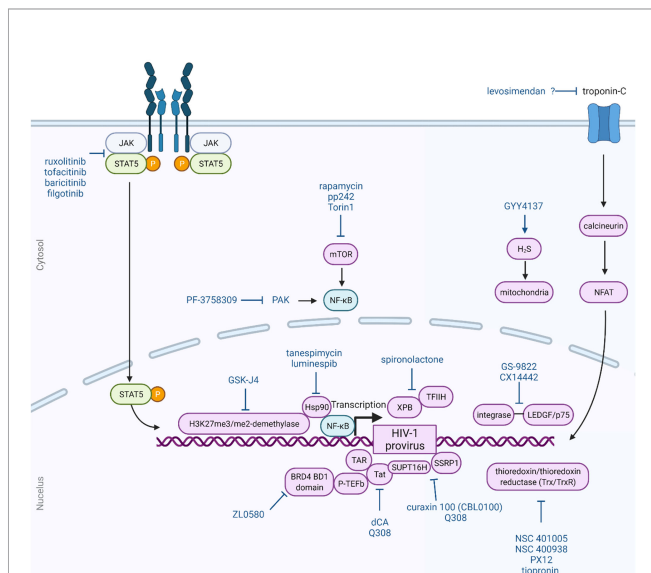 levosimendan ? troponin-C
JAK
JAK
STAT5
P
P
STAT5
ruxolitinib
tofacitinib
baricitinib
filgotinib
rapamycin
pp242
Torin1
GYY4137
calcineurin
Cytosol
mTOR
H₂S
PF-3758309
PAK
NF-κB
mitochondria
NFAT
tanespimycin
luminespib
spironolactone
GS-9822
CX14442
GSK-J4
STAT5
P
Hsp90
Transcription
XPB
TFIIH
H3K27me3/me2-demethylase
NF-κB
integrase
LEDGF/p75
HIV-1
provirus
Nucelus
TAR
Tat
SUPT16H
SSRP1
BRD4 BD1
domain
P-TEFb
thioredoxin/thioredoxin
reductase (Trx/TrxR)
ZL0580
dCA
Q308
curaxin 100 (CBL0100)
Q308
NSC 401005
NSC 400938
PX12
tiopronin